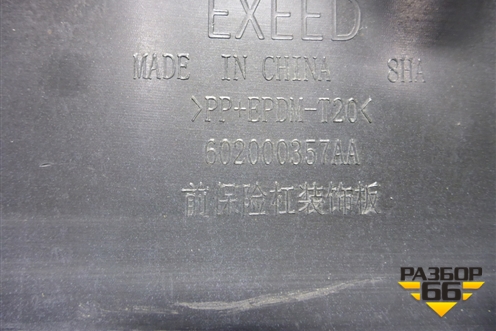 EXEED
MADE IN CHINA SHA
>PP+EPDM-T20<
602000357AA
前保险杠装饰板
РАЗБОР
66